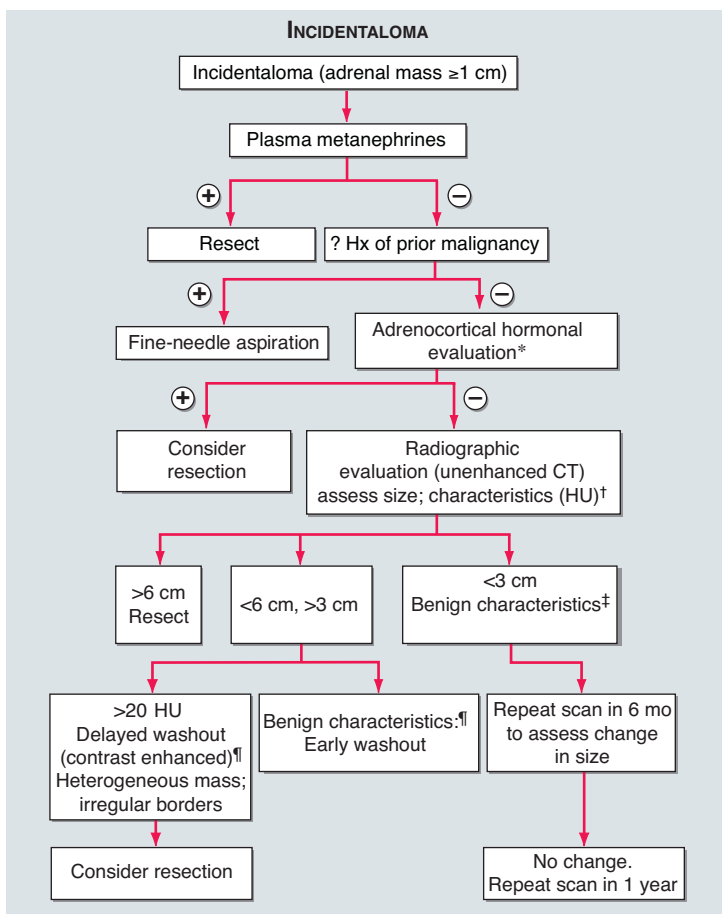 INCIDENTALOMA
Incidentaloma (adrenal mass ≥1 cm)
Plasma metanephrines
+
−
Resect
? Hx of prior malignancy
+
−
Fine-needle aspiration
Adrenocortical hormonal
evaluation*
+
−
Consider
resection
Radiographic
evaluation (unenhanced CT)
assess size; characteristics (HU)†
>6 cm
Resect
<6 cm, >3 cm
<3 cm
Benign characteristics‡
>20 HU
Delayed washout
(contrast enhanced)¶
Heterogeneous mass;
irregular borders
Benign characteristics:¶
Early washout
Repeat scan in 6 mo
to assess change
in size
Consider resection
No change.
Repeat scan in 1 year